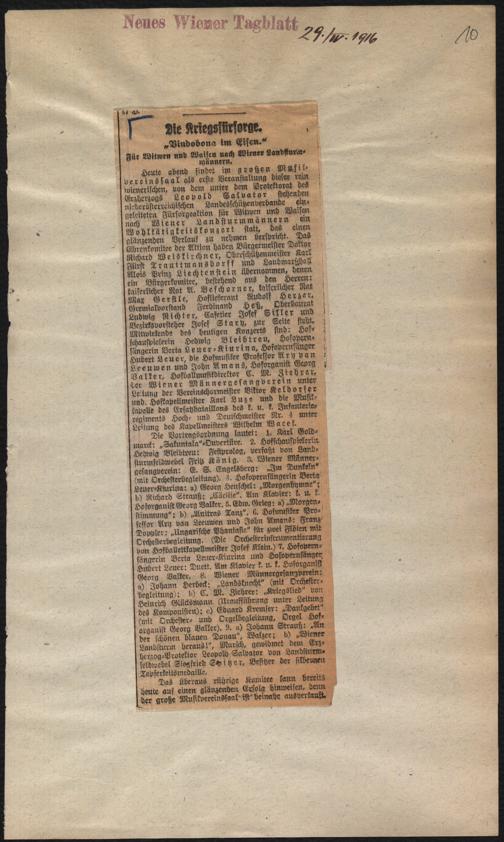 Neues Wiener Tagblatt
29./IV. 1916
10
Die Kriegsfürsorge.
„Vindobona im Eisen.“
Für Witwen und Waisen nach Wiener Landsturm-
männern.
Heute abend findet im großen Musik-
vereinssaal als erste Veranstaltung dieser rein
wienerischen, von dem unter dem Protektorat des
Erzherzogs Leopold Salvator stehenden
niederösterreichischen Landesschützenverbande ein-
geleiteten Fürsorgeaktion für Witwen und Waisen
nach Wiener Landsturmmännern ein
Wohltätigkeitskonzert statt, das einen
glänzenden Verlauf zu nehmen verspricht. Das
Ehrenkomitee der Aktion haben Bürgermeister Doktor
Richard Weiskirchner, Oberschützenmeister Karl
Fürst Trauttmansdorff und Landmarschall
Alois Prinz Liechtenstein übernommen, denen
ein Bürgerkomitee, bestehend aus den Herren:
kaiserlicher Rat A. Beschorner, kaiserlicher Rat
Max Gerstle, Hoflieferant Rudolf Herzer,
Gremialvorstand Ferdinand Heß, Oberbaurat
Ludwig Richter, Cafetier Josef Siller und
Bezirksvorsteher Josef Stary, zur Seite steht.
Mitwirkende des heutigen Konzerts sind: Hof-
schauspielerin Hedwig Bleibtreu, Hofopern-
sängerin Berta Leuer-Kiurina, Hofopernsänger
Hubert Leuer, die Hofmusiker Professor Ary van
Leeuwen und John Amans, Hoforganist Georg
Valker, Hofballmusikdirektor C. M. Ziehrer,
der Wiener Männergesangverein unter
Leitung der Vereinschormeister Viktor Keldorfer
und Hofkapellmeister Karl Luze und die Musik-
kapelle des Ersatzbataillons des k. u. k. Infanterie-
regiments Hoch- und Deutschmeister Nr. 4 unter
Leitung des Kapellmeisters Wilhelm Wacek.
Die Vortragsordnung lautet: 1. Karl Gold-
mark: „Sakuntala“-Ouvertüre. 2. Hofschauspielerin
Hedwig Bleibtreu: Festprolog, verfaßt von Land-
sturmfeldwebel Fritz König. 3. Wiener Männer-
gesangverein: E. S. Engelsberg: „Im Dunkeln“
(mit Orchesterbegleitung). 4. Hofopernsängerin Berta
Leuer-Kiurina: a) Georg Henschel: „Morgenhymne“;
b) Richard Strauß: „Cäcilie“. Am Klavier: k. u. k.
Hoforganist Georg Valker. 5. Edw. Grieg: a) „Morgen-
stimmung“; b) „Anitras Tanz“. 6. Hofmusiker Pro-
fessor Ary van Leeuwen und John Amans: Franz
Doppler: „Ungarische Phantasie“ für zwei Flöten mit
Orchesterbegleitung. (Die Orchesterinstrumentierung
von Hofballettkapellmeister Josef Klein.) 7. Hofopern-
sängerin Berta Leuer-Kiurina und Hofopernsänger
Hubert Leuer: Duett. Am Klavier k. u. k. Hoforganist
Georg Valker. 8. Wiener Männergesangverein:
a) Johann Herbeck: „Landsknecht“ (mit Orchester-
begleitung); b) C. M. Ziehrer: „Kriegslied“ von
Heinrich Glücksmann (Uraufführung unter Leitung
des Komponisten); c) Eduard Kremser: „Dankgebet“
(mit Orchester- und Orgelbegleitung, Orgel Hof-
organist Georg Valker). 9. a) Johann Strauß: „An
der schönen blauen Donau“, Walzer; b) „Wiener
Landsturm heraus!“, Marsch, gewidmet dem Erz-
herzog-Protektor Leopold Salvator von Landsturm-
feldwebel Siegfried Spitzer, Besitzer der silbernen
Tapferkeitsmedaille.
Das überaus rührige Komitee kann bereits
heute auf einen glänzenden Erfolg hinweisen, denn
der große Musikvereinssaal ist beinahe ausverkauft.